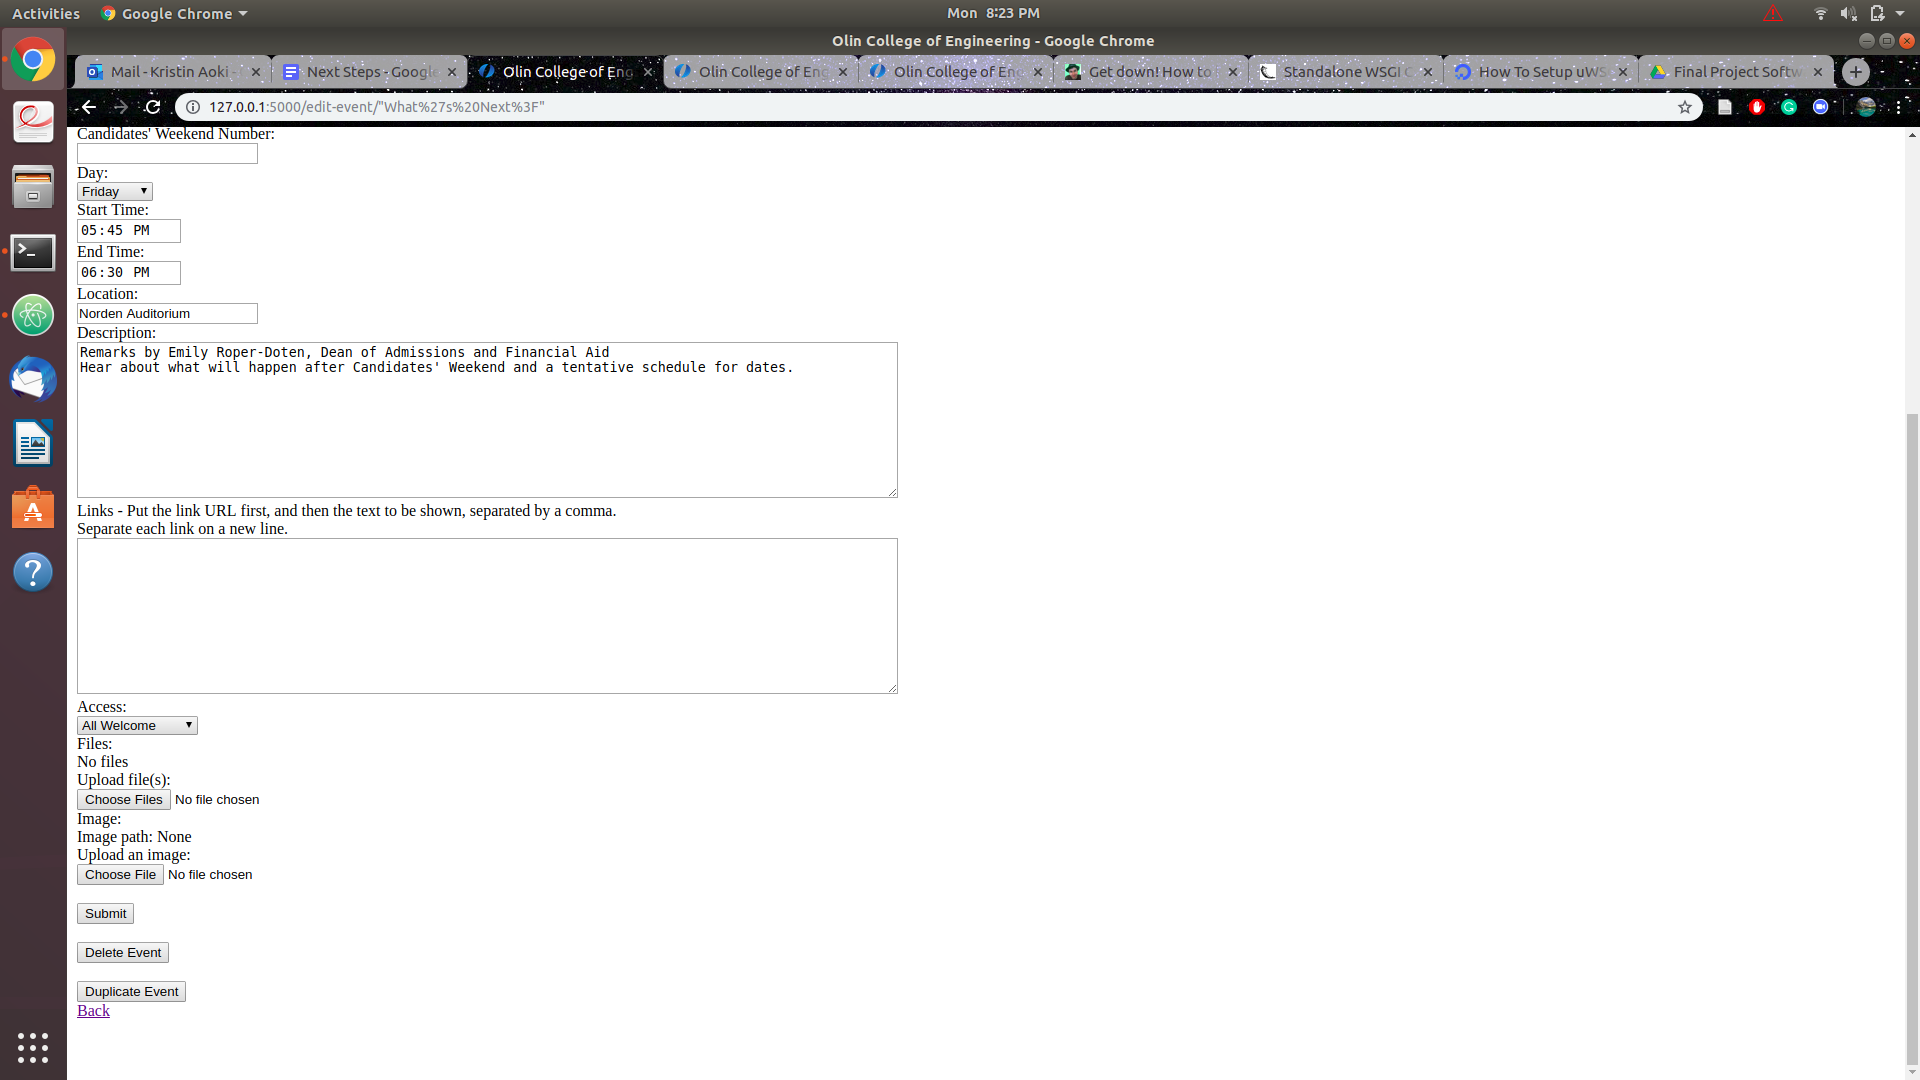 Activities Google Chrome Mon 8:23 PM
Olin College of Engineering - Google Chrome
Mail - Kristin Aoki - Next Steps - Google Olin College of Eng Olin College of Eng Olin College of Eng Get down! How to Standalone WSGI C How To Setup uWS Final Project Softw
127.0.0.1:5000/edit-event/"What%27s%20Next%3F"
Candidates' Weekend Number:
Day:
Friday
Start Time:
05:45 PM
End Time:
06:30 PM
Location:
Norden Auditorium
Description:
Remarks by Emily Roper-Doten, Dean of Admissions and Financial Aid
Hear about what will happen after Candidates' Weekend and a tentative schedule for dates.
Links - Put the link URL first, and then the text to be shown, separated by a comma.
Separate each link on a new line.
Access:
All Welcome
Files:
No files
Upload file(s):
Choose Files No file chosen
Image:
Image path: None
Upload an image:
Choose File No file chosen
Submit
Delete Event
Duplicate Event
Back